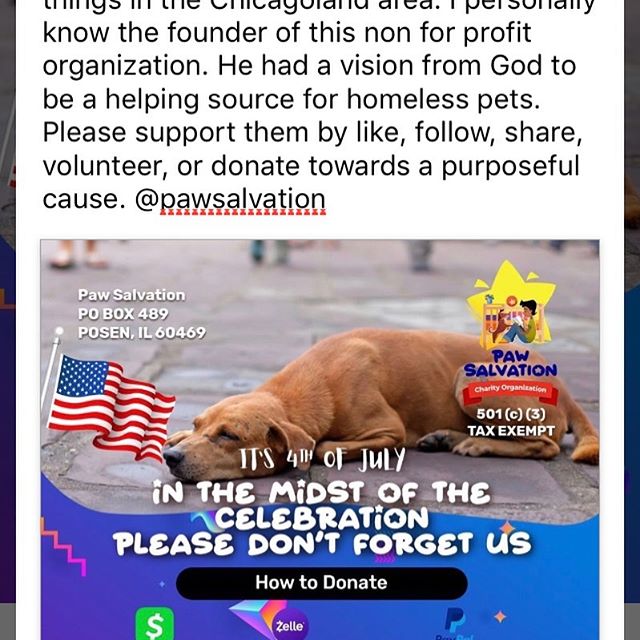 things in the Chicagoland area. I personally
know the founder of this non for profit
organization. He had a vision from God to
be a helping source for homeless pets.
Please support them by like, follow, share,
volunteer, or donate towards a purposeful
cause. @pawsalvation
Paw Salvation
PO BOX 489
POSEN, IL 60469
PAW
SALVATION
Charity Organization
501 (c) (3)
TAX EXEMPT
IT'S 4TH OF JULY
IN THE MIDST OF THE
CELEBRATION
PLEASE DON'T FORGET US
How to Donate
$
Zelle
PayPal